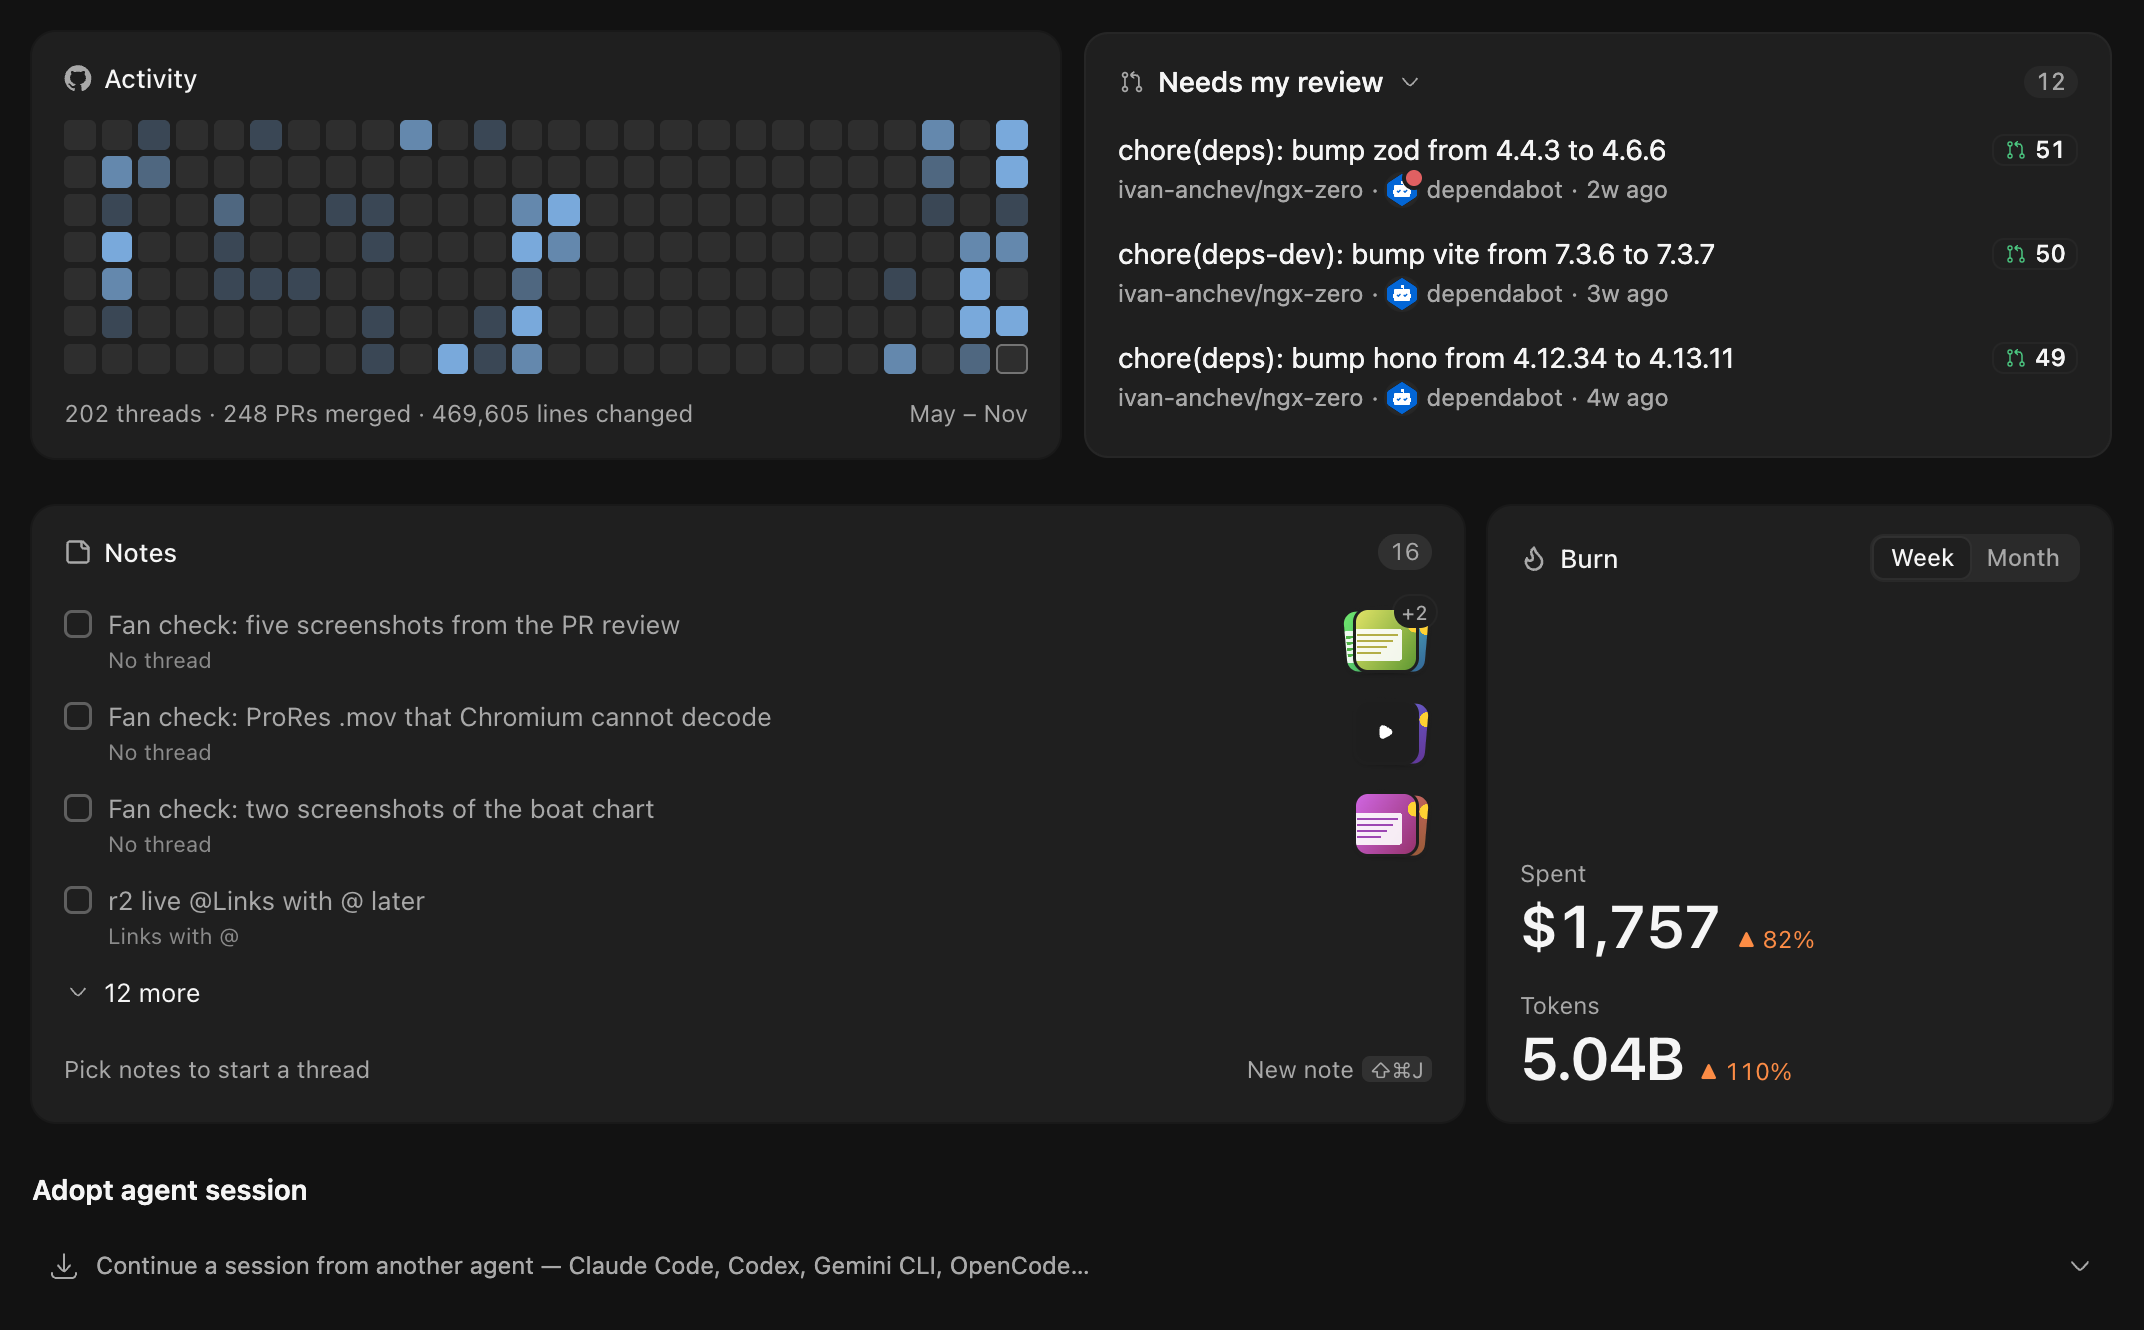 Activity
202 threads · 248 PRs merged · 469,605 lines changed
May – Nov
Needs my review
12
chore(deps): bump zod from 4.4.3 to 4.6.6
51
ivan-anchev/ngx-zero · dependabot · 2w ago
chore(deps-dev): bump vite from 7.3.6 to 7.3.7
50
ivan-anchev/ngx-zero · dependabot · 3w ago
chore(deps): bump hono from 4.12.34 to 4.13.11
49
ivan-anchev/ngx-zero · dependabot · 4w ago
Notes
16
Fan check: five screenshots from the PR review
No thread
+2
Fan check: ProRes .mov that Chromium cannot decode
No thread
Fan check: two screenshots of the boat chart
No thread
r2 live @Links with @ later
Links with @
12 more
Pick notes to start a thread
New note ⇧⌘J
Burn
Week Month
Spent
$1,757 ▲ 82%
Tokens
5.04B ▲ 110%
Adopt agent session
Continue a session from another agent — Claude Code, Codex, Gemini CLI, OpenCode...